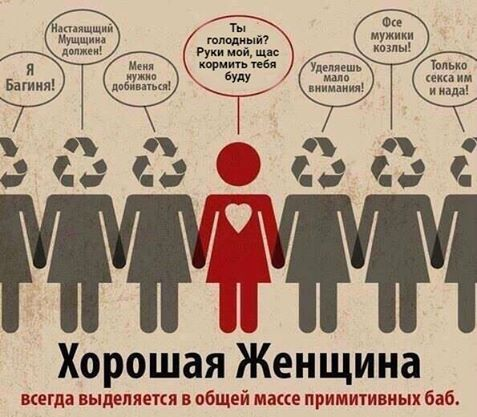 Я
Багиня!
Настаящщий
Мущщина
должен!
Меня
нужно
добиваться!
Ты
голодный?
Руки мой, щас
кормить тебя
буду
Уделяешь
мало
внимания!
Фсе
мужики
козлы!
Только
секса им
и нада!
Хорошая Женщина
всегда выделяется в общей массе примитивных баб.